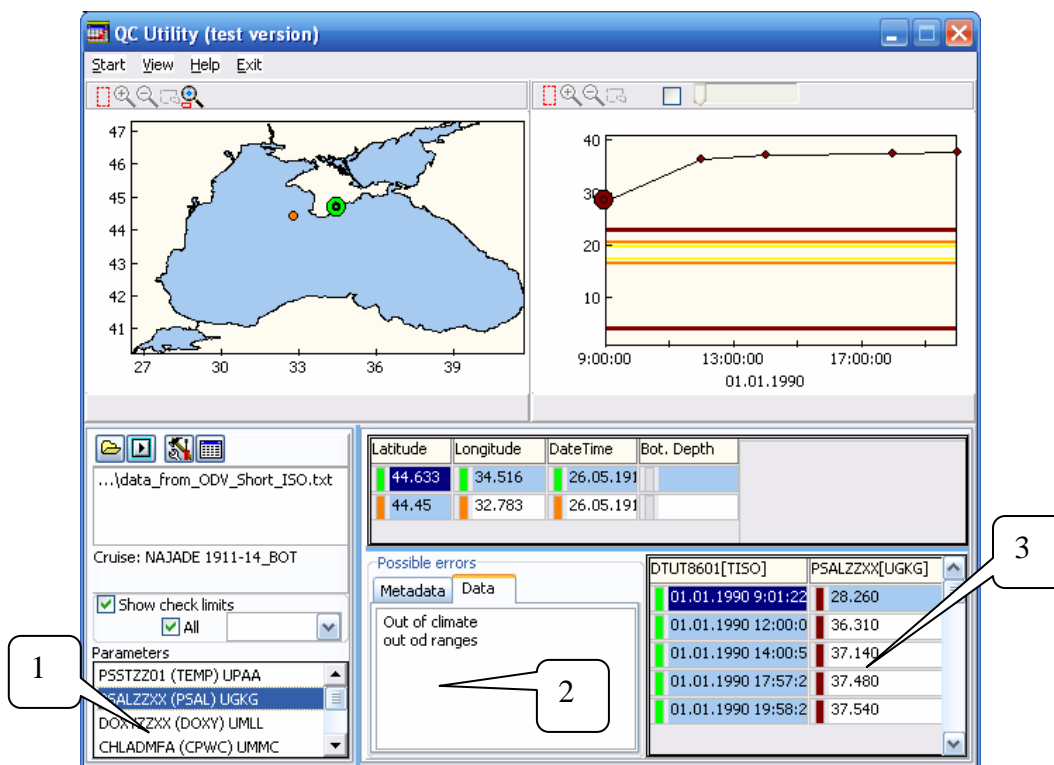 QC Utility (test version)
Start View Help Exit
47
46
45
44
43
42
41
27 30 33 36 39
40
30
20
10
9:00:00 13:00:00 17:00:00
01.01.1990
...\data_from_ODV_Short_ISO.txt
Cruise: NAJADE 1911-14_BOT
Show check limits
All
Parameters
PSSTZZ01 (TEMP) UPAA
PSALZZXX (PSAL) UGKG
DOXYZZXX (DOXY) UMLL
CHLADMFA (CPWC) UMMC
1
Latitude Longitude DateTime Bot. Depth
44.633 34.516 26.05.191
44.45 32.783 26.05.191
Possible errors
Metadata Data
Out of climate
out od ranges
2
DTUT8601[TISO] PSALZZXX[UGKG]
01.01.1990 9:01:22 28.260
01.01.1990 12:00:0 36.310
01.01.1990 14:00:5 37.140
01.01.1990 17:57:2 37.480
01.01.1990 19:58:2 37.540
3